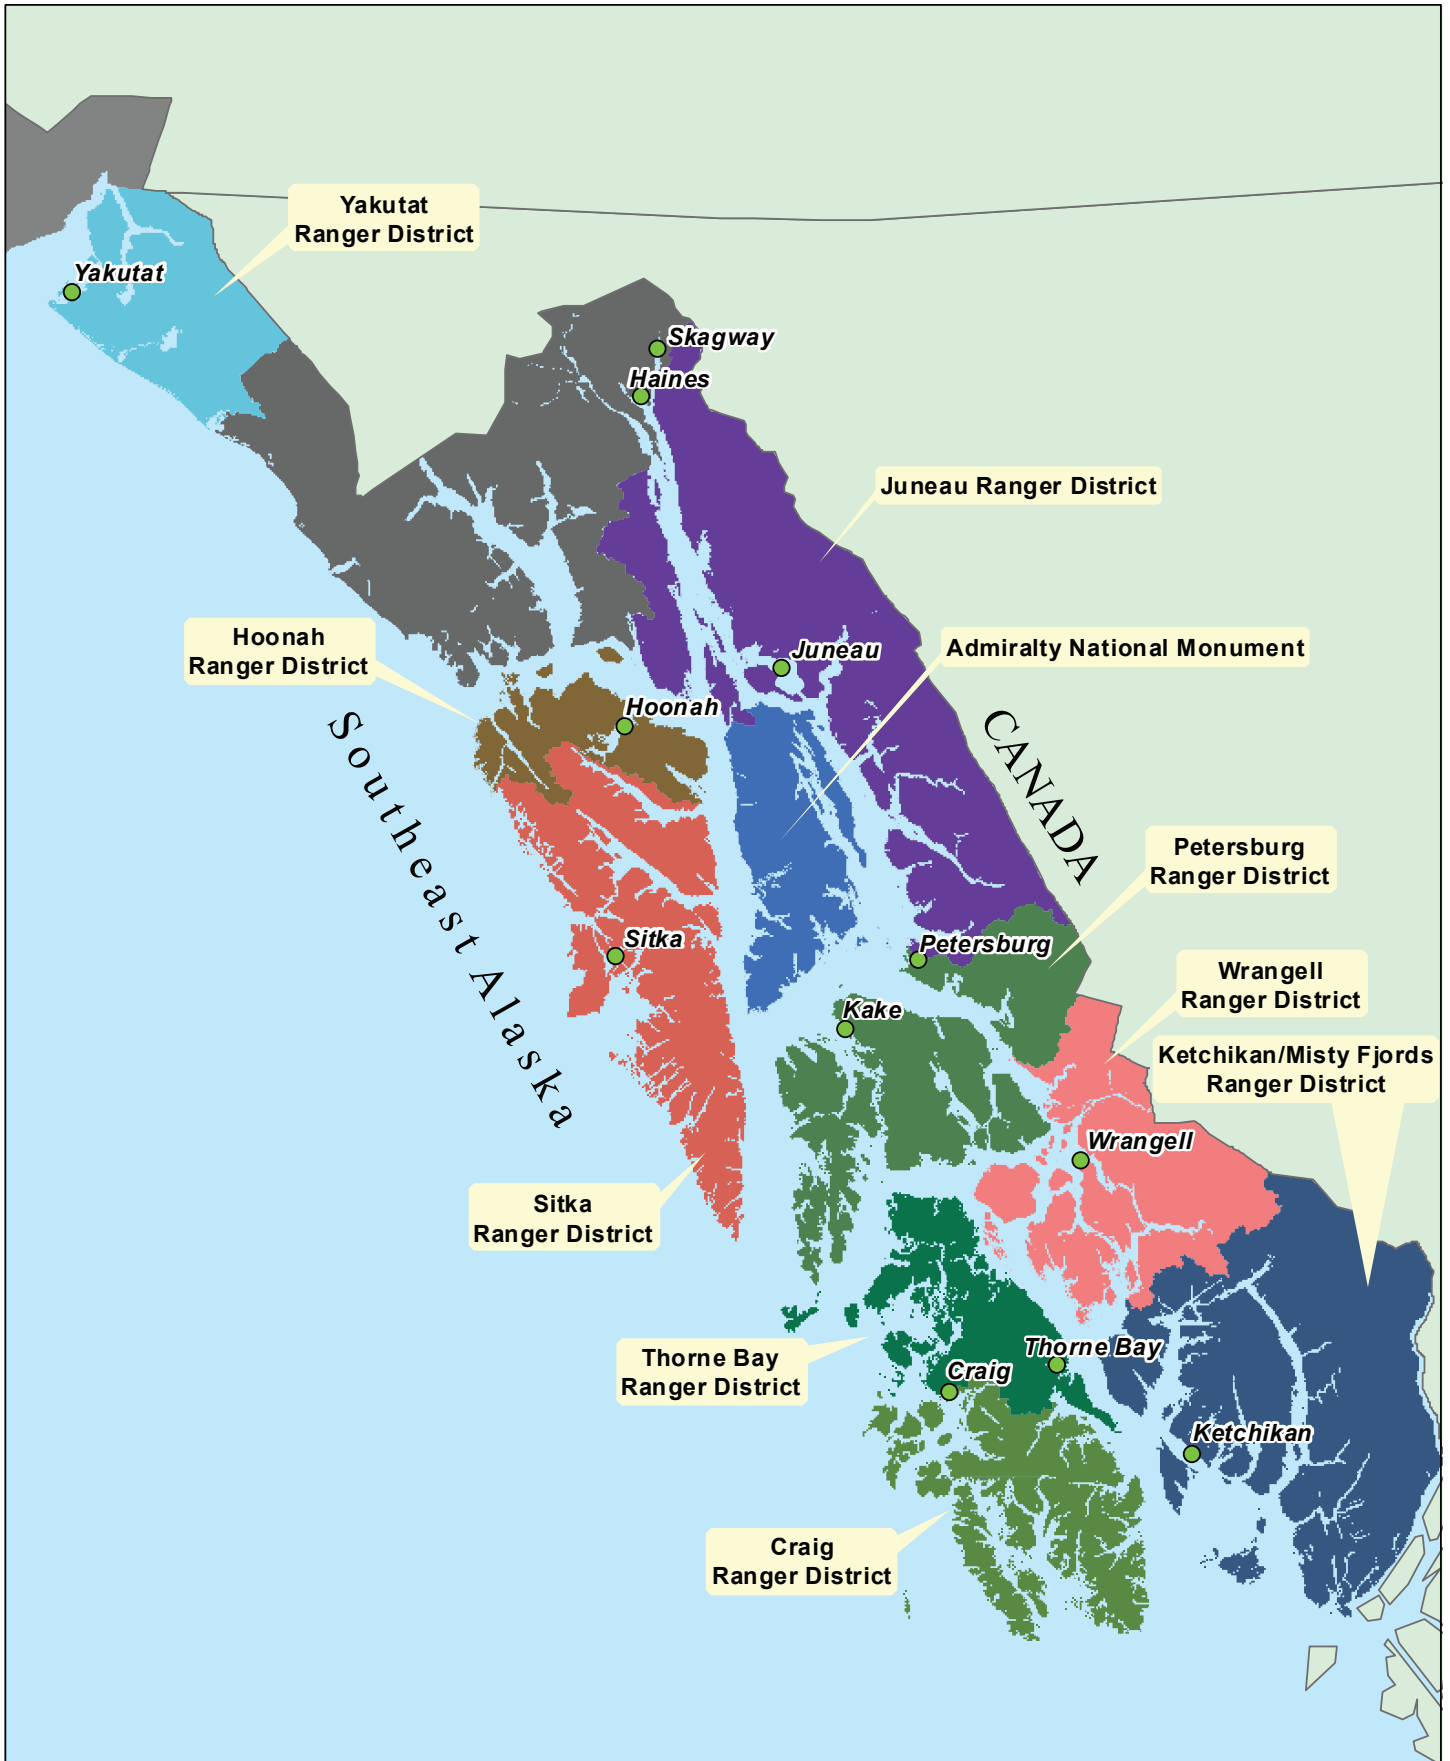 Yakutat
Ranger District
Yakutat
Skagway
Haines
Juneau Ranger District
Hoonah
Ranger District
Admiralty National Monument
Juneau
Hoonah
Southeast Alaska
CANADA
Petersburg
Ranger District
Sitka
Petersburg
Wrangell
Ranger District
Kake
Ketchikan/Misty Fjords
Ranger District
Wrangell
Sitka
Ranger District
Thorne Bay
Ranger District
Thorne Bay
Craig
Ketchikan
Craig
Ranger District